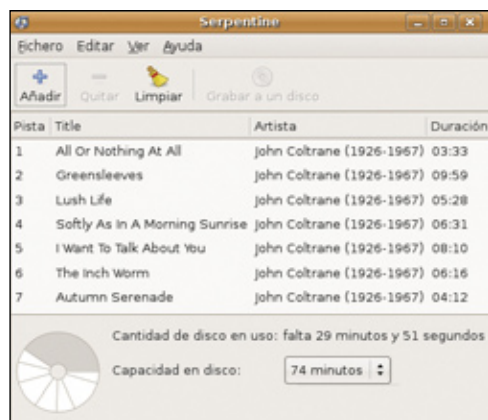 Serpentine
Fichero Editar Ver Ayuda
Añadir Quitar Limpiar Grabar a un disco
Pista Title Artista Duración
1 All Or Nothing At All John Coltrane (1926-1967) 03:33
2 Greensleeves John Coltrane (1926-1967) 09:59
3 Lush Life John Coltrane (1926-1967) 05:28
4 Softly As In A Morning Sunrise John Coltrane (1926-1967) 06:31
5 I Want To Talk About You John Coltrane (1926-1967) 08:10
6 The Inch Worm John Coltrane (1926-1967) 06:16
7 Autumn Serenade John Coltrane (1926-1967) 04:12
Cantidad de disco en uso: falta 29 minutos y 51 segundos
Capacidad en disco: 74 minutos